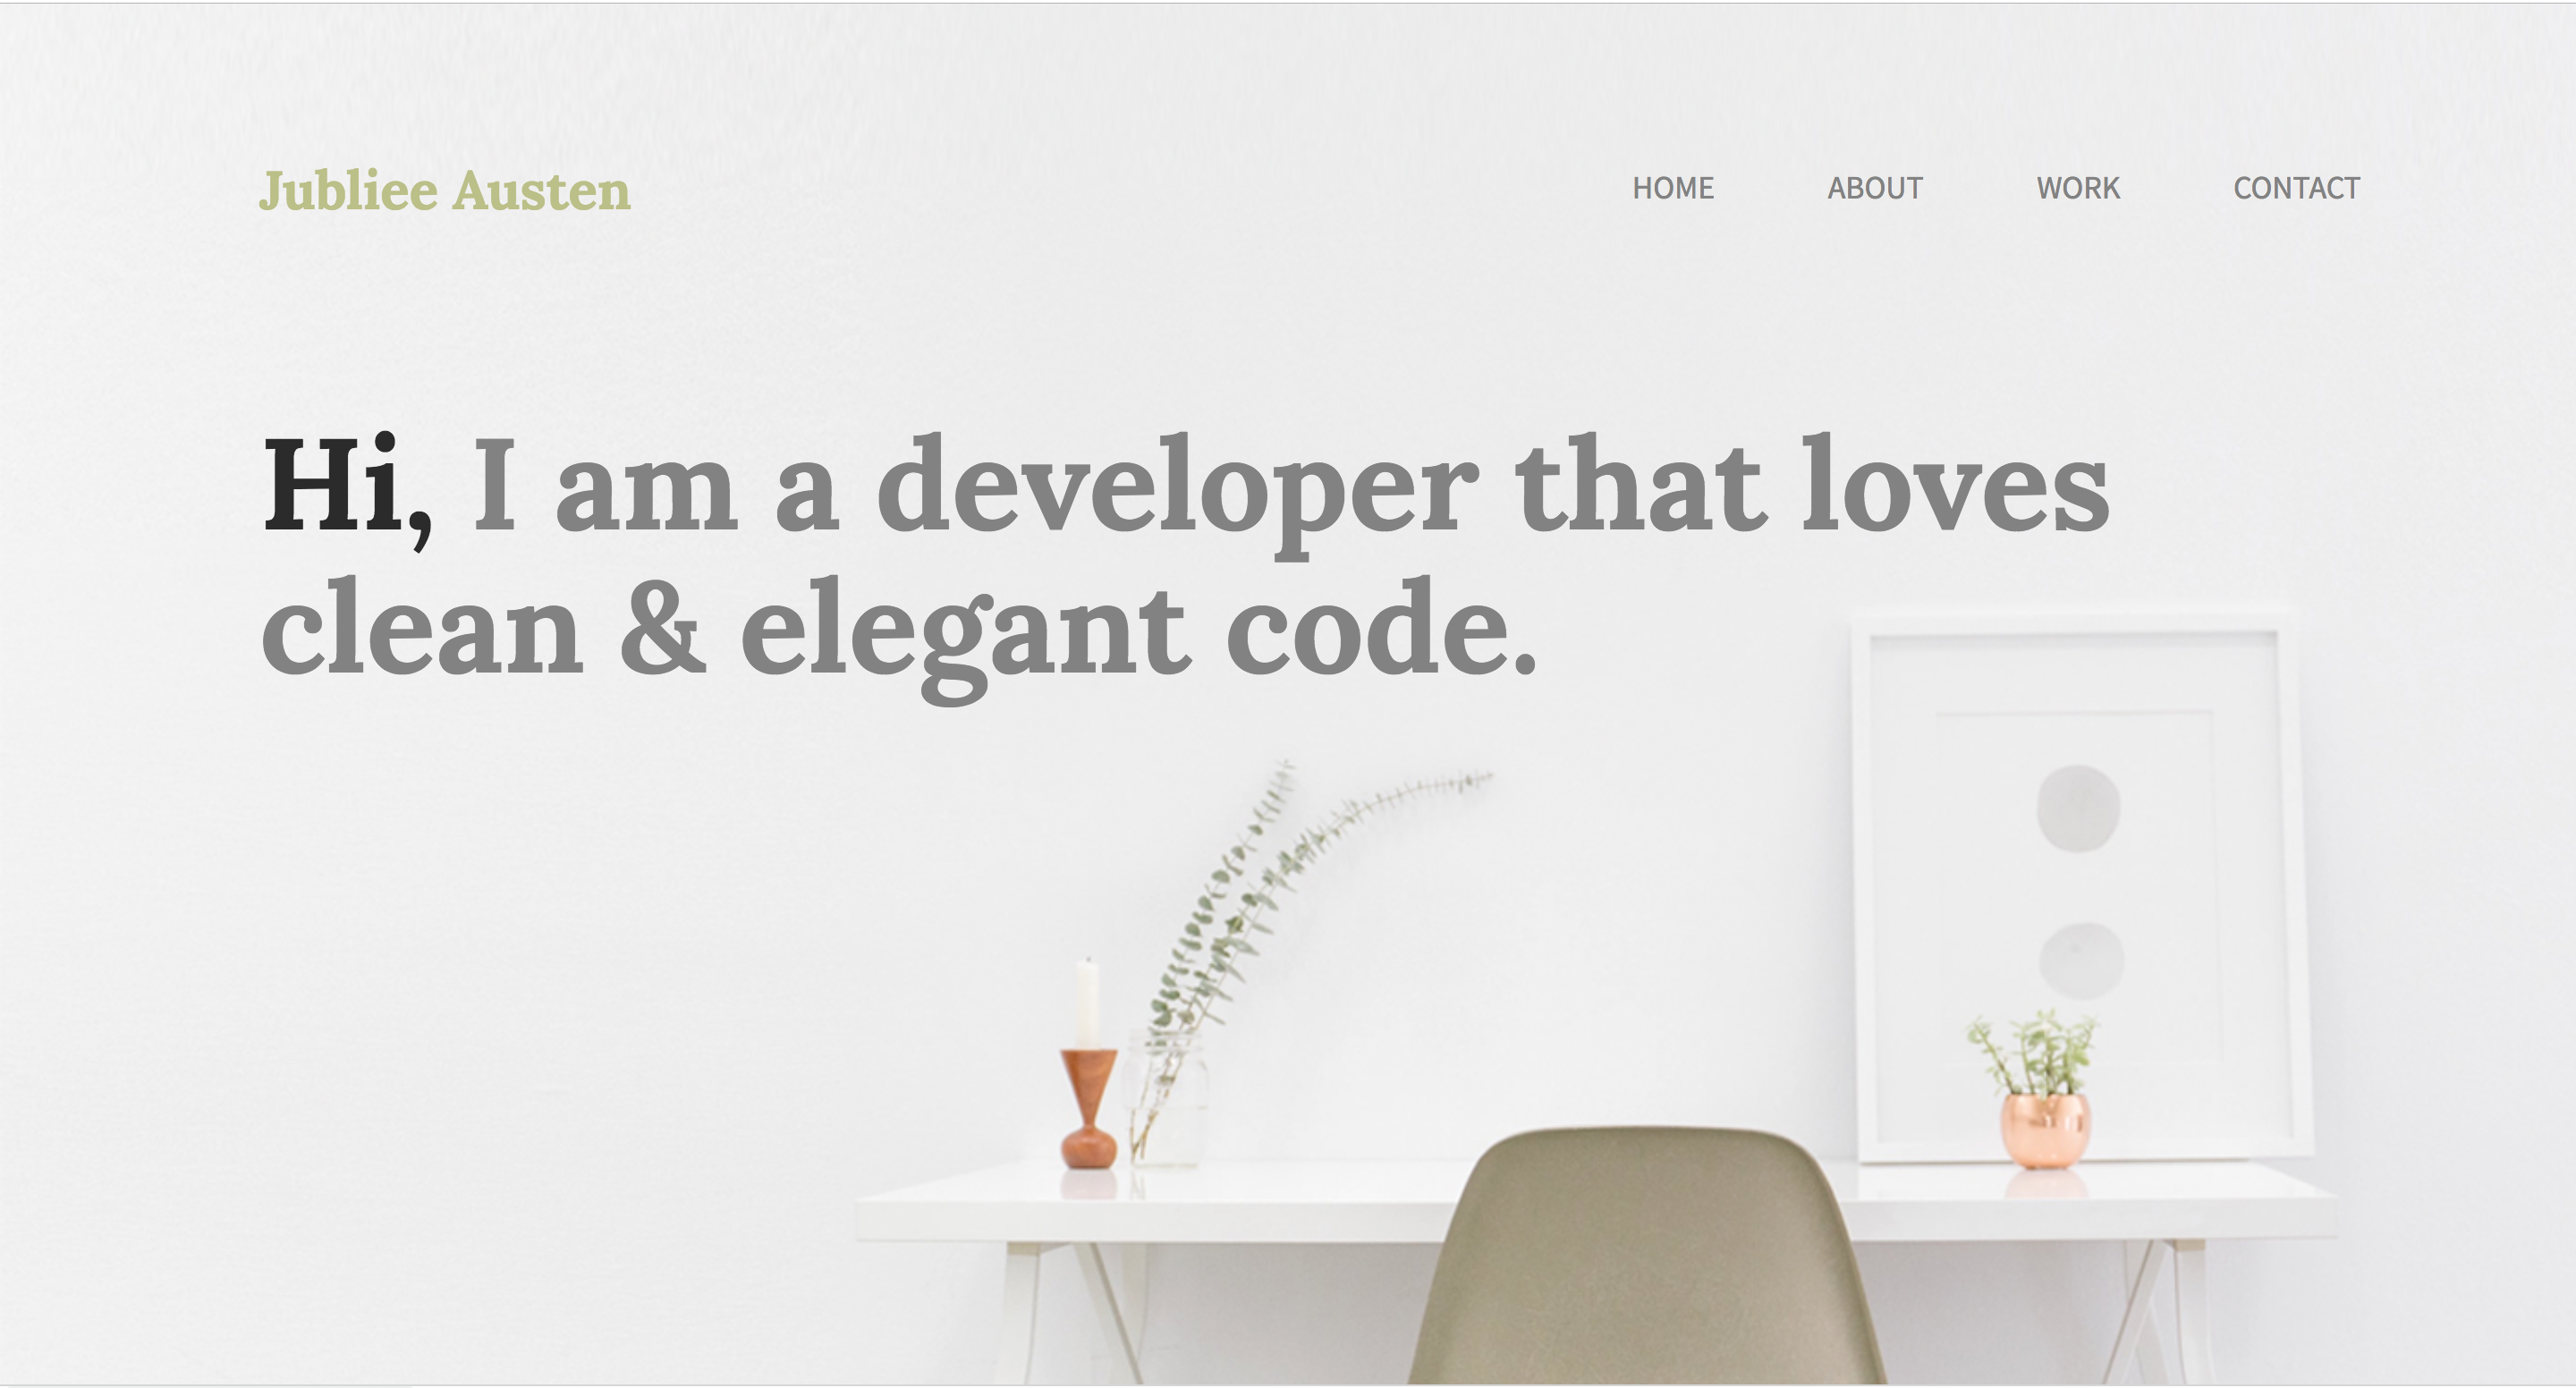 Jubliee Austen
HOME ABOUT WORK CONTACT
Hi, I am a developer that loves
clean & elegant code.